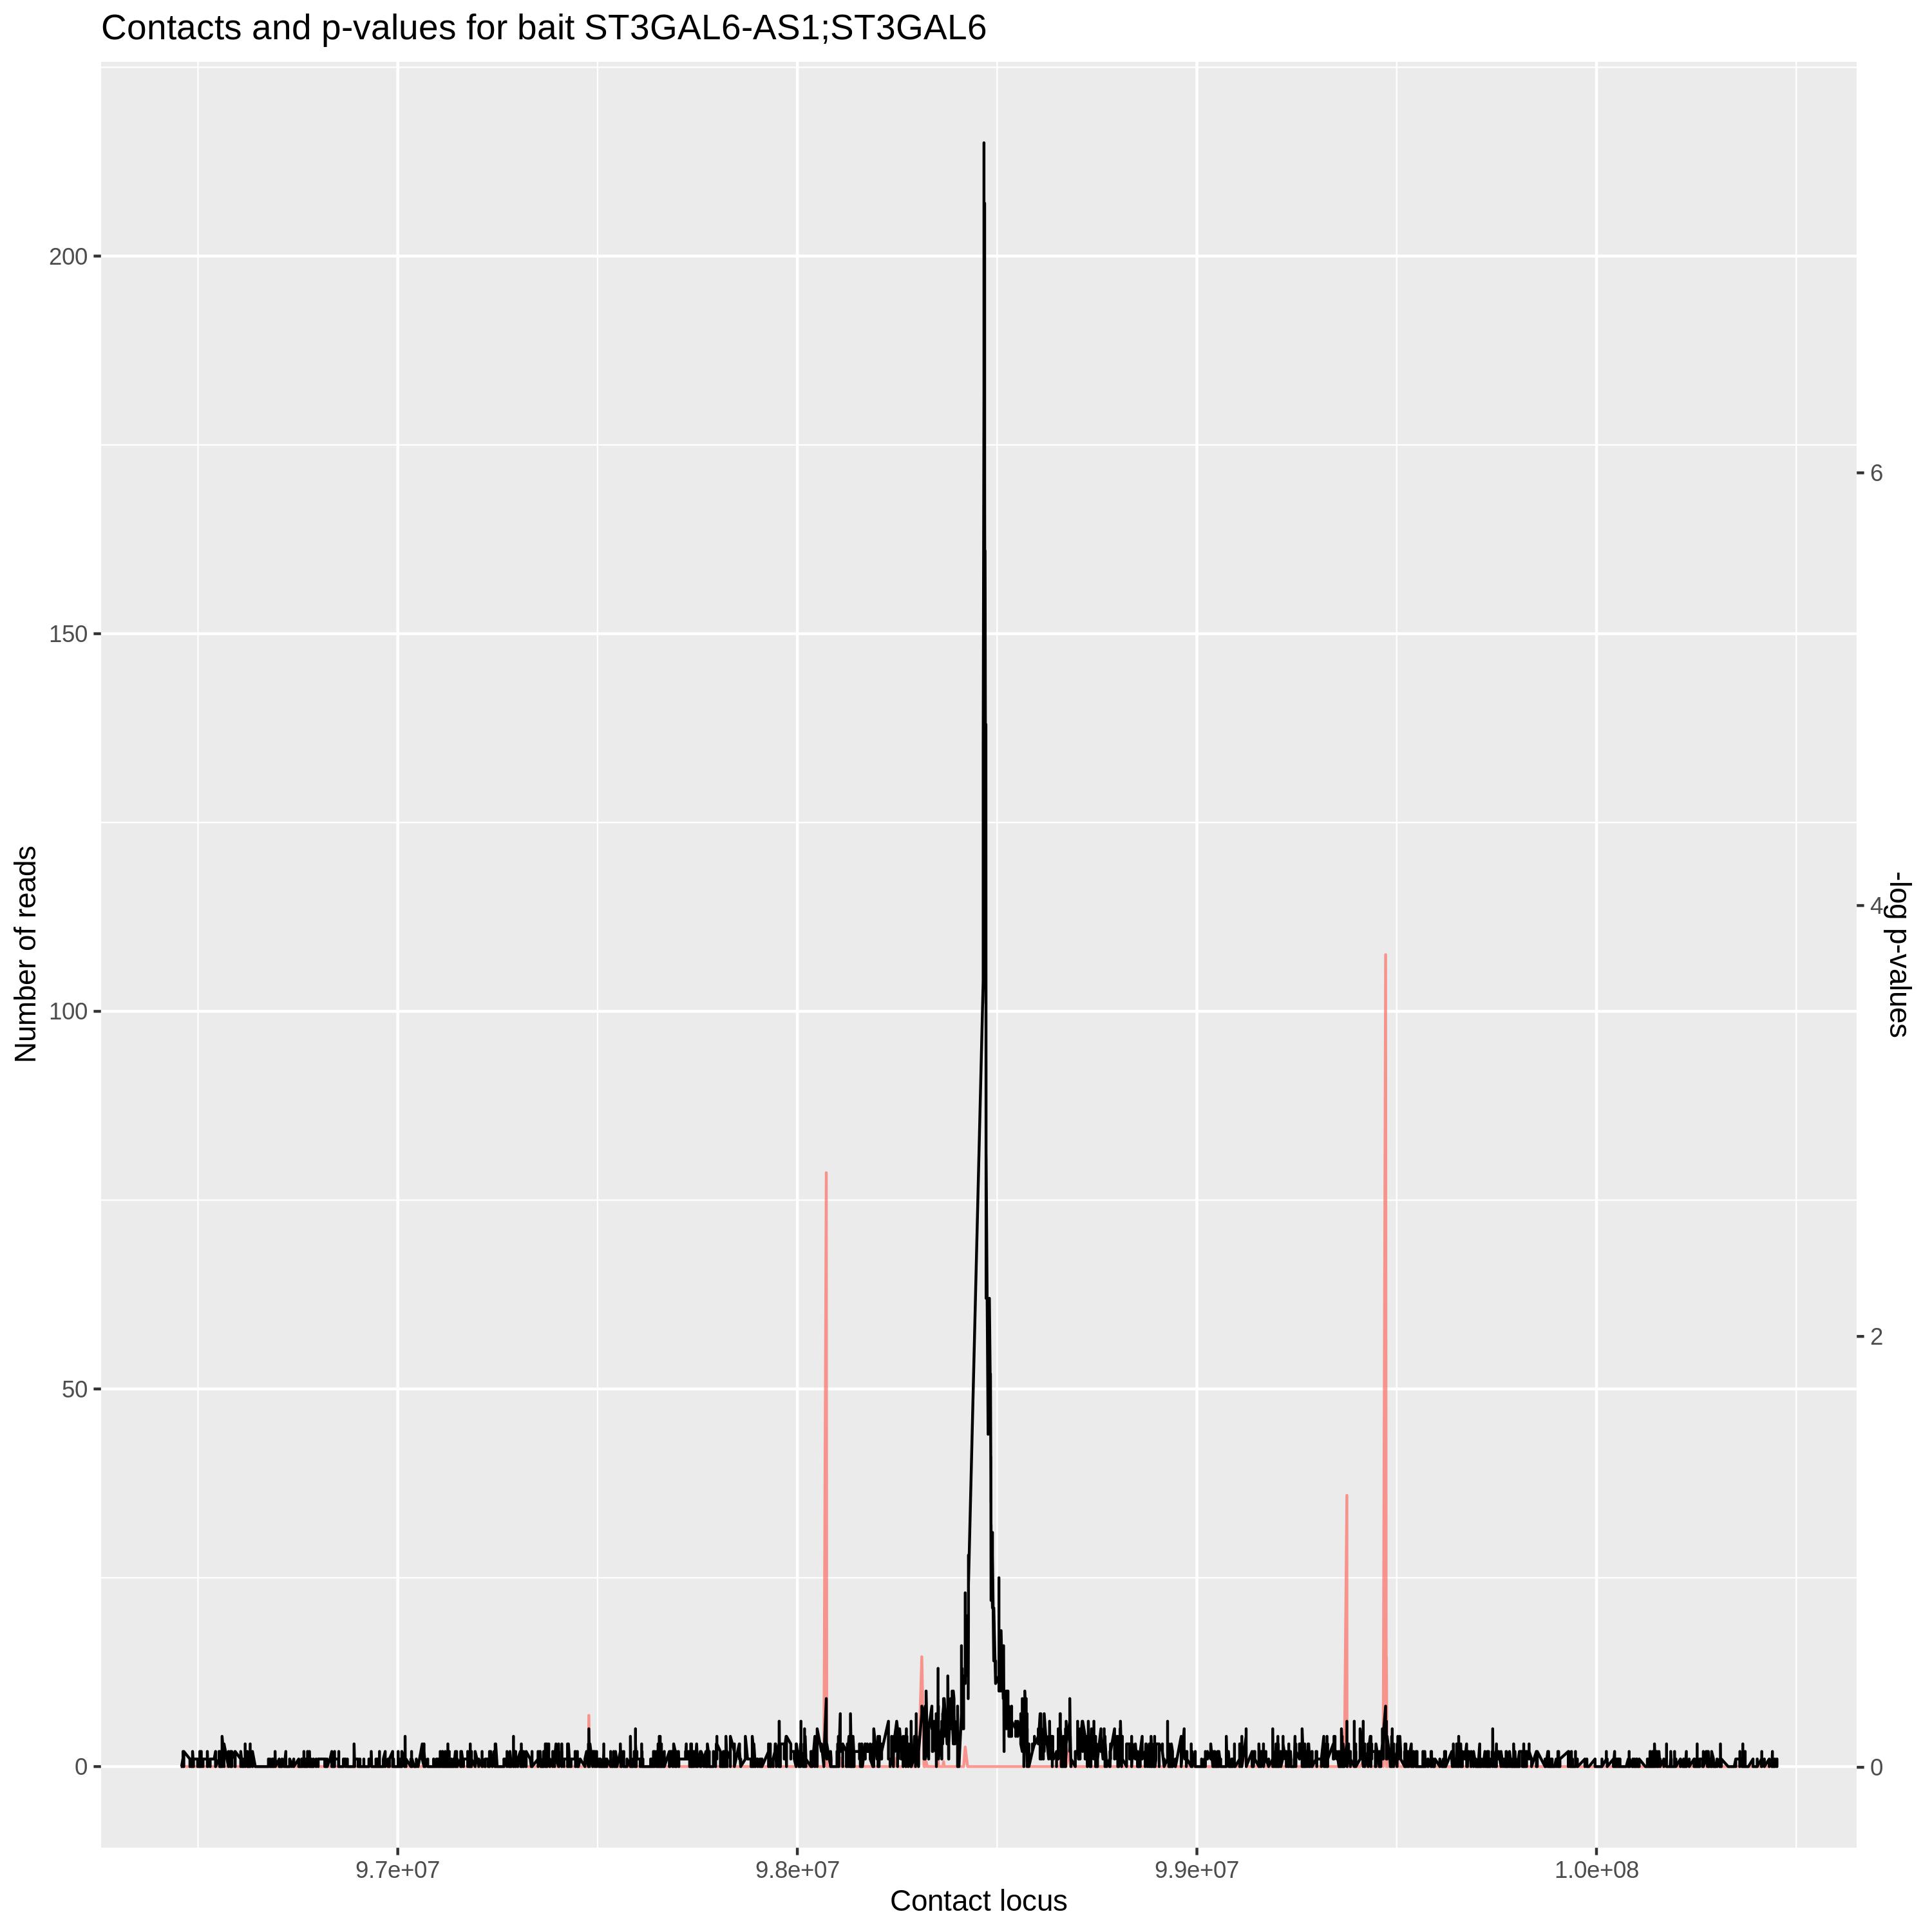 Contacts and p-values for bait ST3GAL6-AS1;ST3GAL6
Number of reads
200
150
100
50
0
6
4
2
0
-log p-values
9.7e+07
9.8e+07
9.9e+07
1.0e+08
Contact locus